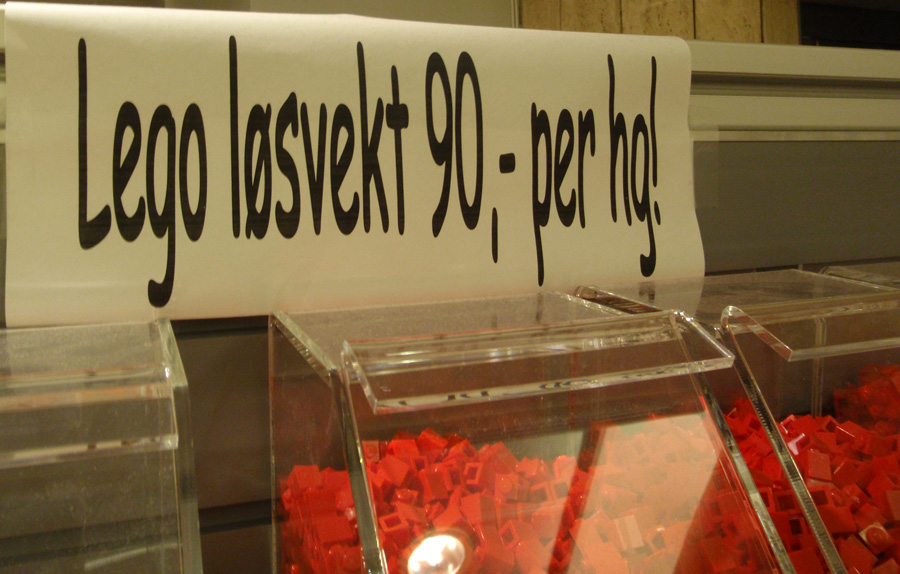 Lego løsvekt 90,- per hg!